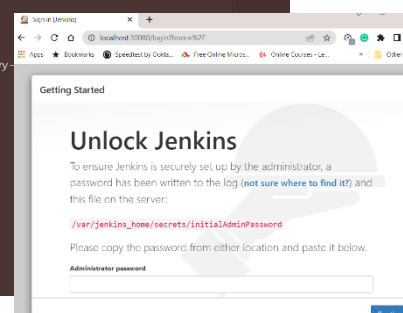 Sign in [Jenkins]
localhost:30080/login?from=%2F
Apps Bookmarks Speedtest by Ookla... Free Online Micros... Online Courses - Le... » Other
ry-
Getting Started
Unlock Jenkins
To ensure Jenkins is securely set up by the administrator, a
password has been written to the log (not sure where to find it?) and
this file on the server:
/var/jenkins_home/secrets/initialAdminPassword
Please copy the password from either location and paste it below.
Administrator password